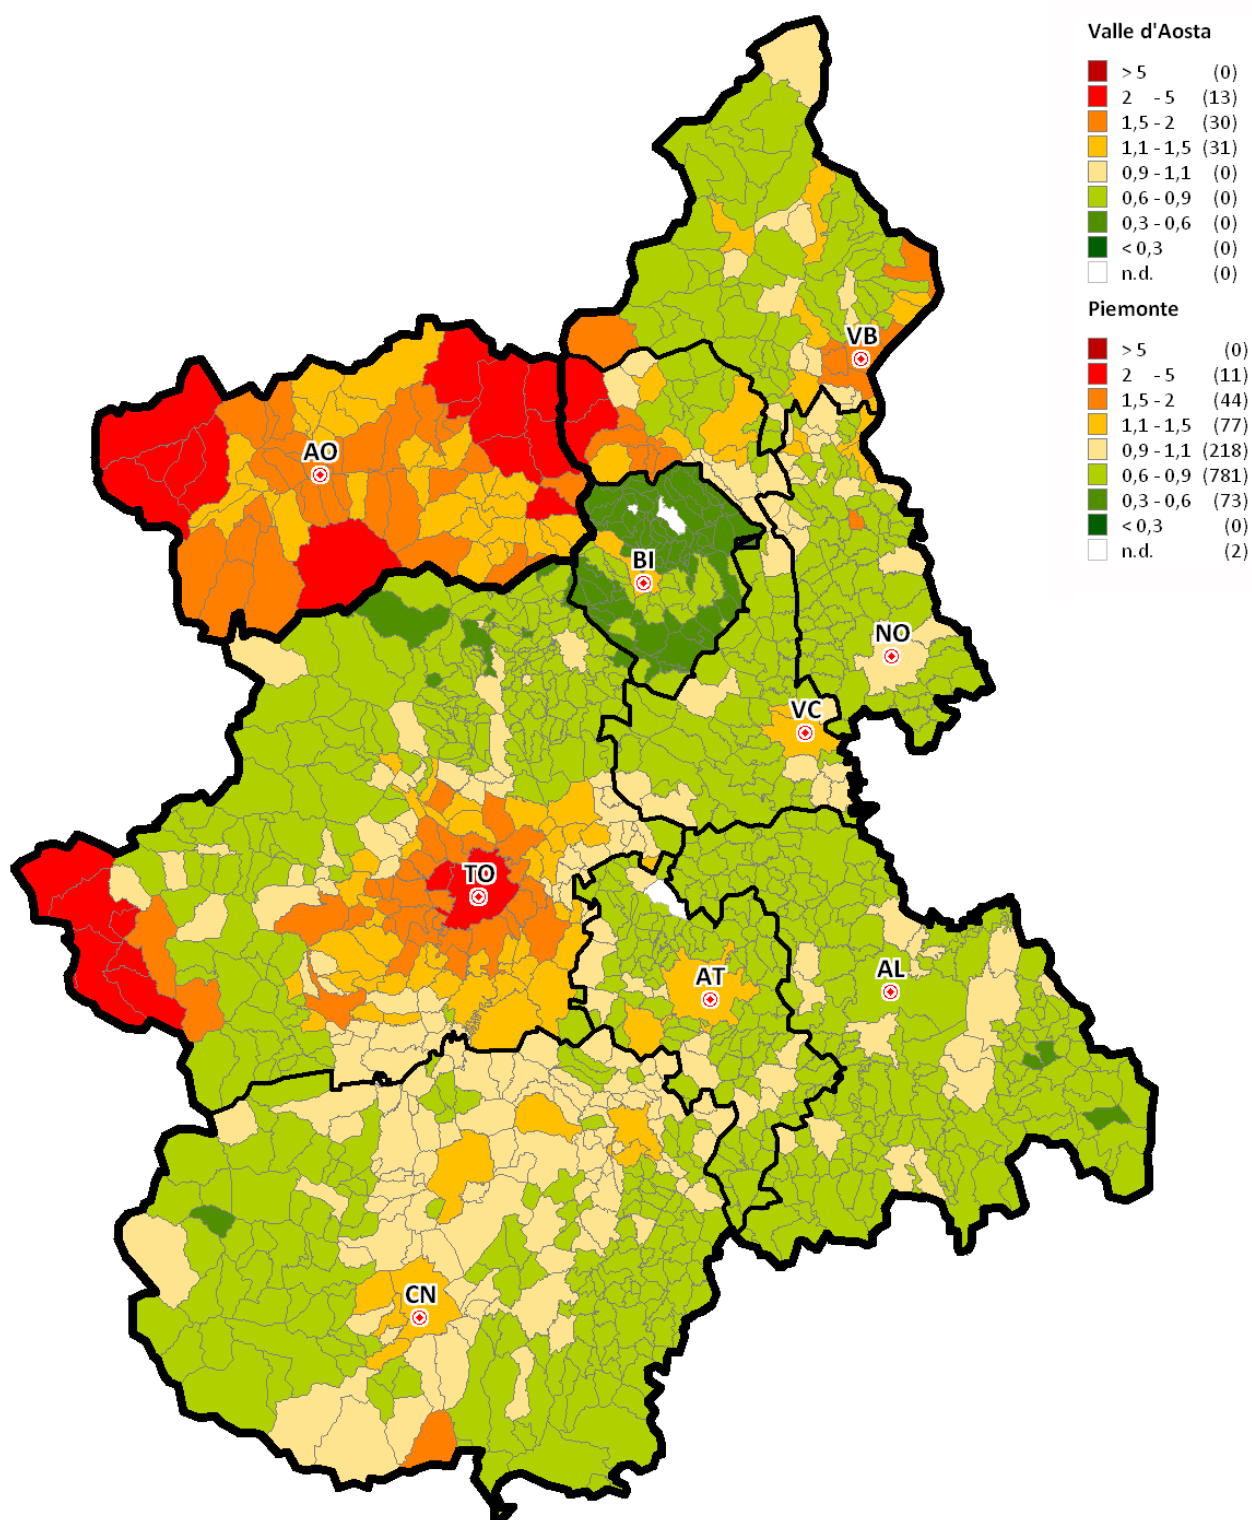 Valle d'Aosta
> 5 (0)
2 - 5 (13)
1,5 - 2 (30)
1,1 - 1,5 (31)
0,9 - 1,1 (0)
0,6 - 0,9 (0)
0,3 - 0,6 (0)
< 0,3 (0)
n.d. (0)
Piemonte
> 5 (0)
2 - 5 (11)
1,5 - 2 (44)
1,1 - 1,5 (77)
0,9 - 1,1 (218)
0,6 - 0,9 (781)
0,3 - 0,6 (73)
< 0,3 (0)
n.d. (2)
VB
AO
BI
NO
VC
TO
AT
AL
CN